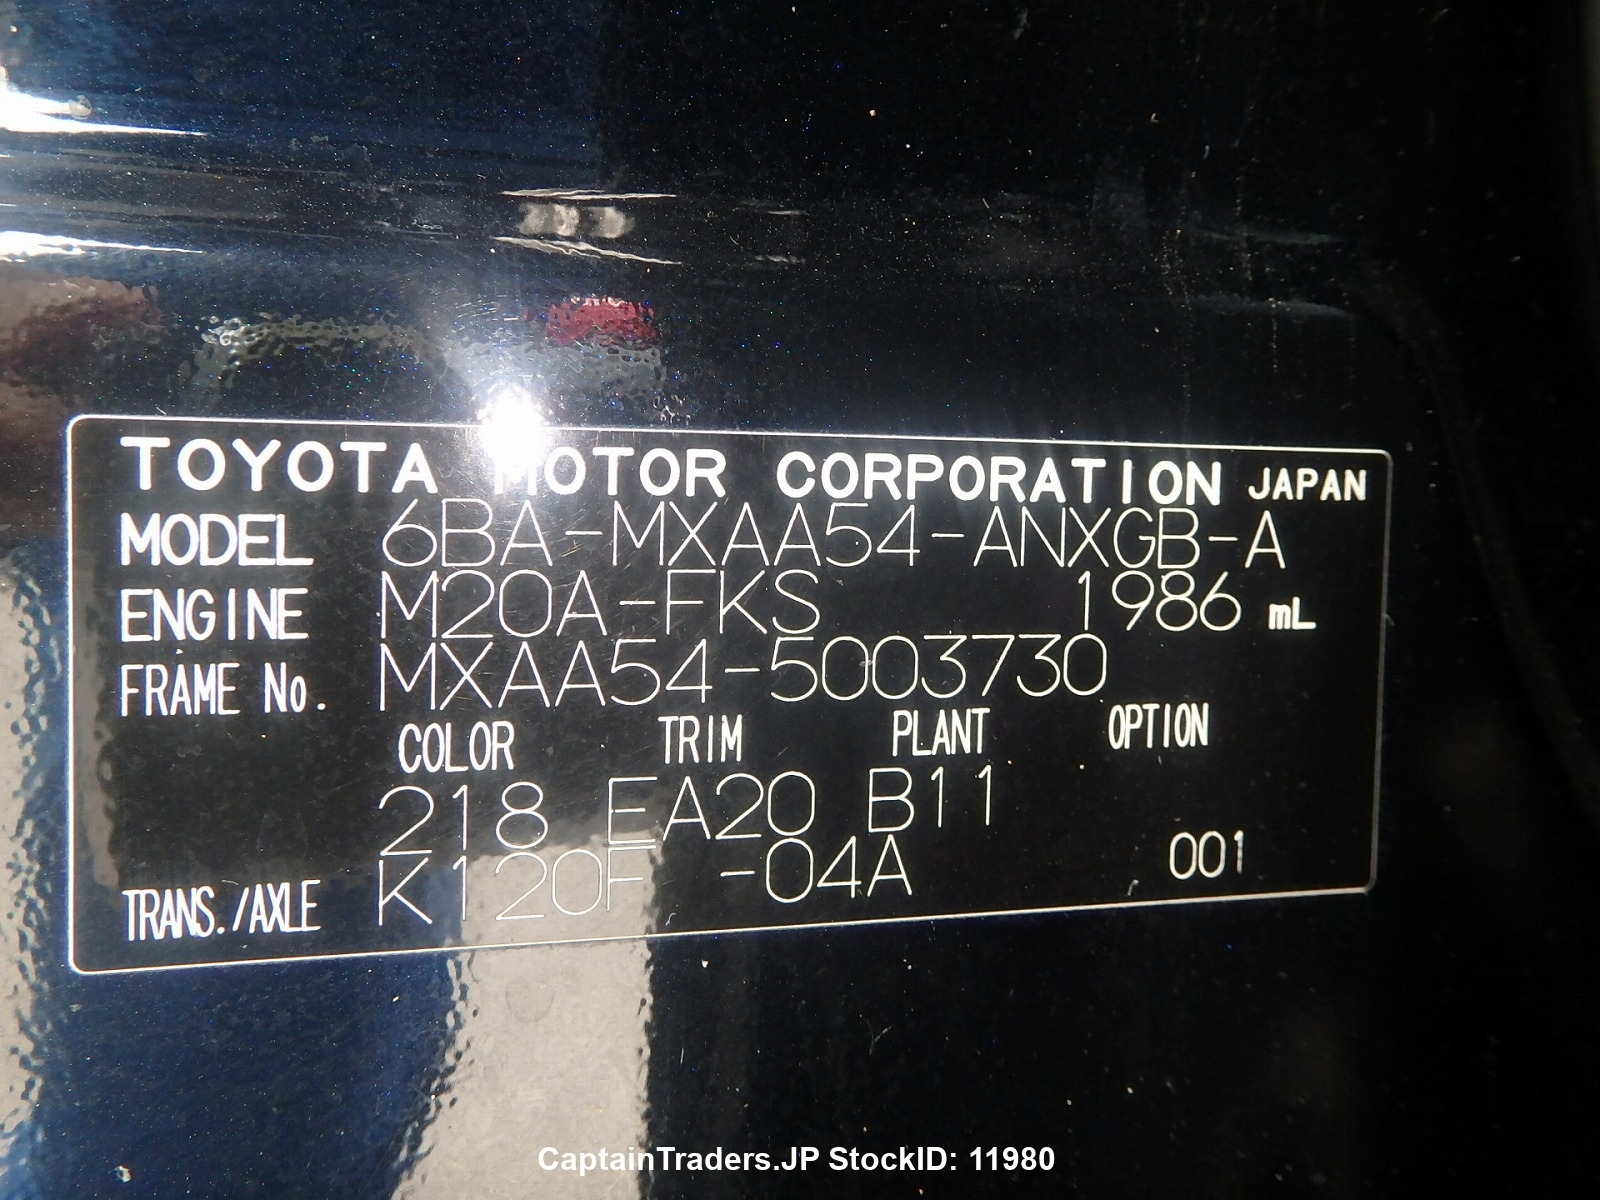 TOYOTA MOTOR CORPORATION JAPAN
MODEL 6BA-MXAA54-ANXGB-A
ENGINE M20A-FKS 1986 mL
FRAME No. MXAA54-5003730
COLOR TRIM PLANT OPTION
218 EA20 B11
TRANS./AXLE K120F -04A 001
CaptainTraders.JP StockID: 11980